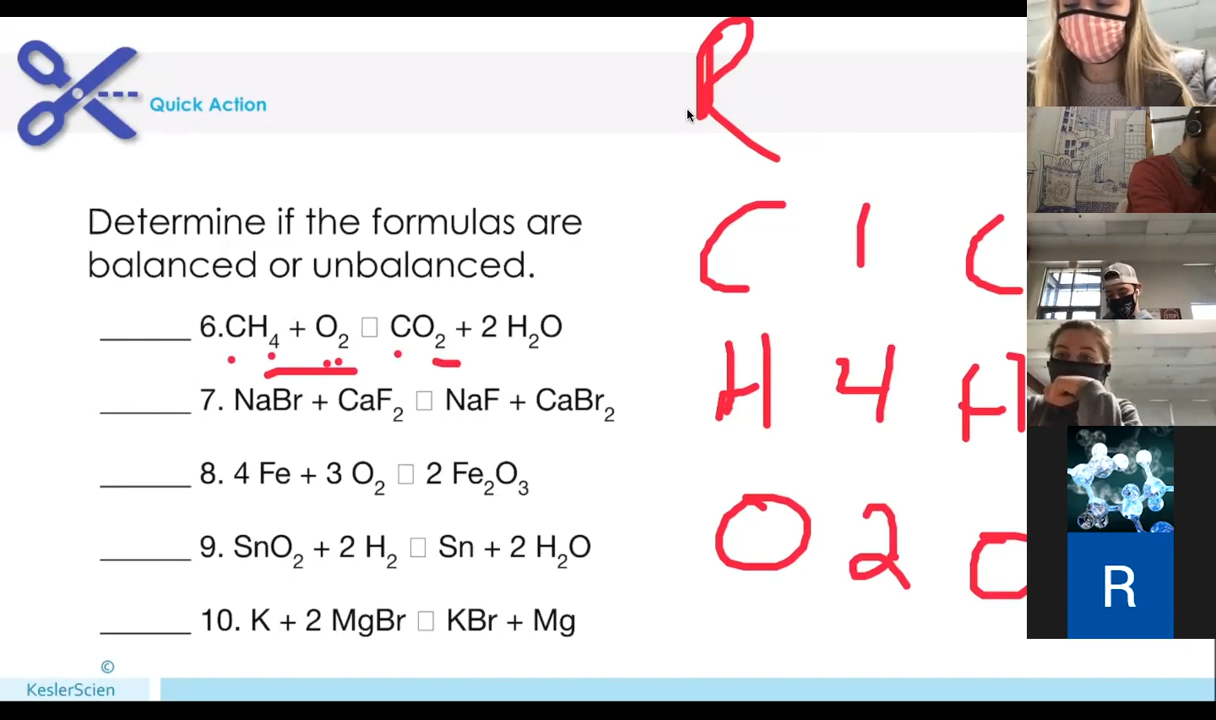 Quick Action
R
Determine if the formulas are
balanced or unbalanced.
C 1 C
H 4 H
O 2 O
______ 6.CH₄ + O₂ □ CO₂ + 2 H₂O
______ 7. NaBr + CaF₂ □ NaF + CaBr₂
______ 8. 4 Fe + 3 O₂ □ 2 Fe₂O₃
______ 9. SnO₂ + 2 H₂ □ Sn + 2 H₂O
______ 10. K + 2 MgBr □ KBr + Mg
©
KeslerScien
R